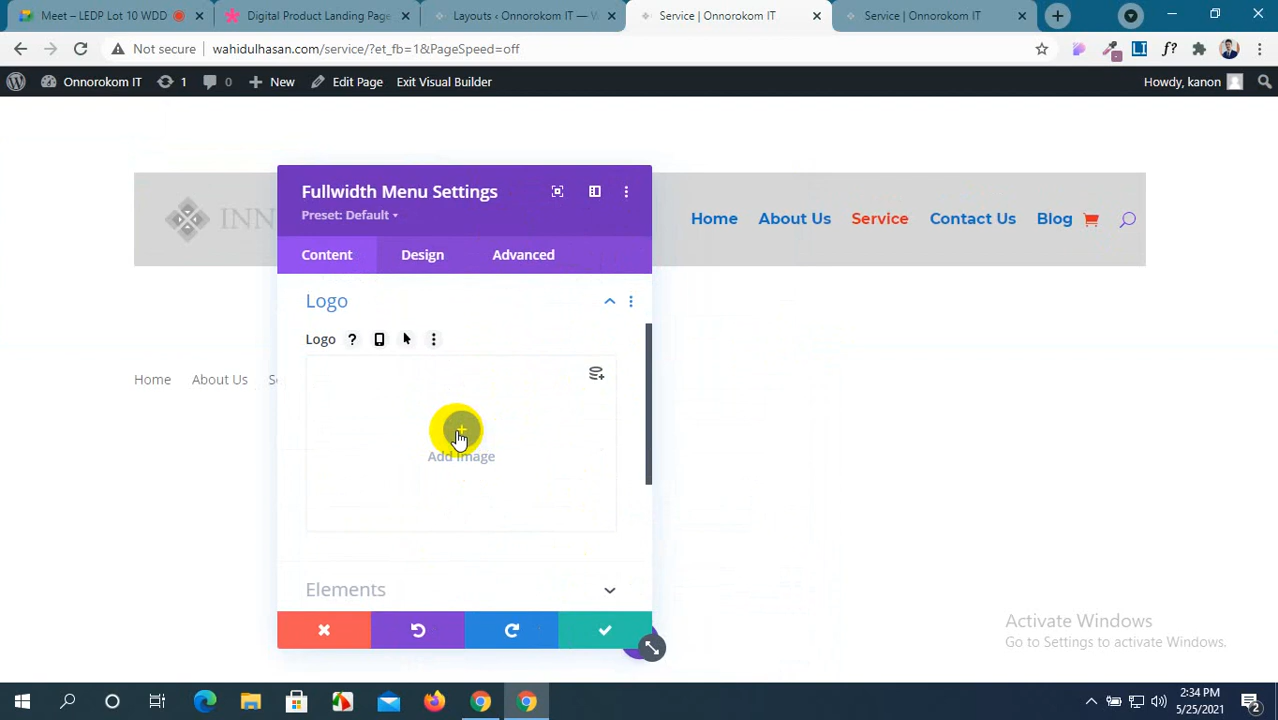 Meet – LEDP Lot 10 WDD
Digital Product Landing Page
Layouts ‹ Onnorokom IT — W
Service | Onnorokom IT
Service | Onnorokom IT
Not secure
wahidulhasan.com/service/?et_fb=1&PageSpeed=off
Onnorokom IT
1
0
New
Edit Page
Exit Visual Builder
Howdy, kanon
INN
Home
About Us
Service
Contact Us
Blog
Fullwidth Menu Settings
Preset: Default
Content
Design
Advanced
Logo
Logo
Add Image
Home
About Us
Elements
Activate Windows
Go to Settings to activate Windows.
2:34 PM
5/25/2021
2